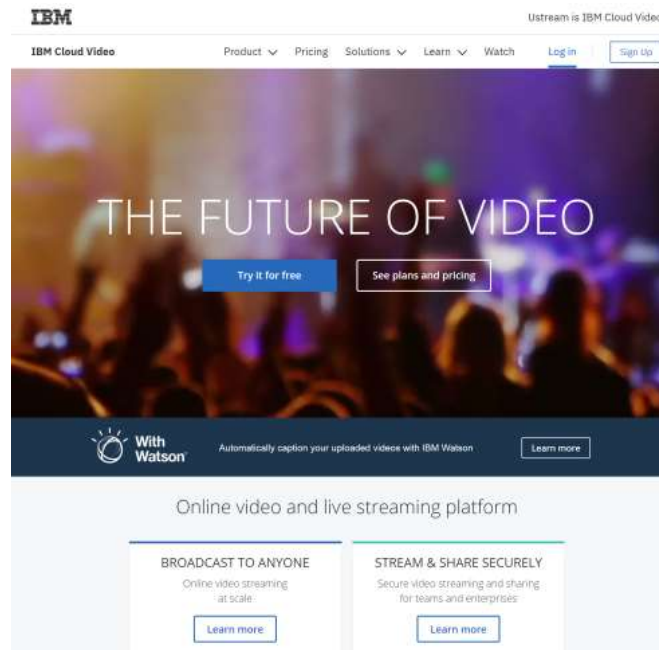 IBM
Ustream is IBM Cloud Video
IBM Cloud Video Product Pricing Solutions Learn Watch Log in Sign Up
THE FUTURE OF VIDEO
Try it for free See plans and pricing
With
Watson
Automatically caption your uploaded videos with IBM Watson
Learn more
Online video and live streaming platform
BROADCAST TO ANYONE
Online video streaming
at scale
Learn more
STREAM & SHARE SECURELY
Secure video streaming and sharing
for teams and enterprises
Learn more